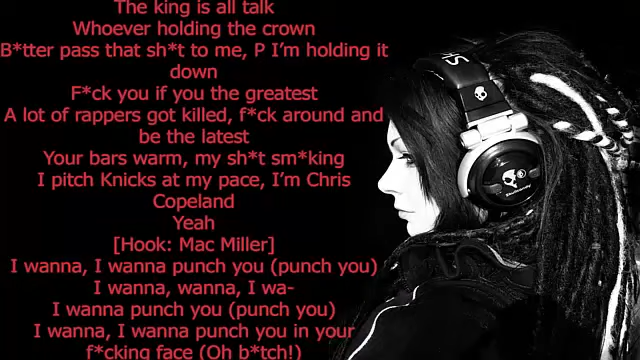 The king is all talk
Whoever holding the crown
B*tter pass that sh*t to me, P I'm holding it
down
F*ck you if you the greatest
A lot of rappers got killed, f*ck around and
be the latest
Your bars warm, my sh*t sm*king
I pitch Knicks at my pace, I'm Chris
Copeland
Yeah
[Hook: Mac Miller]
I wanna, I wanna punch you (punch you)
I wanna, wanna, I wa-
I wanna punch you (punch you)
I wanna, I wanna punch you in your
f*cking face (Oh b*tch!)